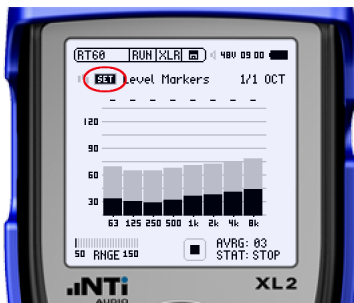 RT60 RUN XLR 48V 09:00
SET Level Markers 1/1 OCT
- - - - - - - -
120
90
60
30
63 125 250 500 1k 2k 4k 8k
50 RNGE 150
AVRG: 03
STAT: STOP
NTi
AUDIO
XL2